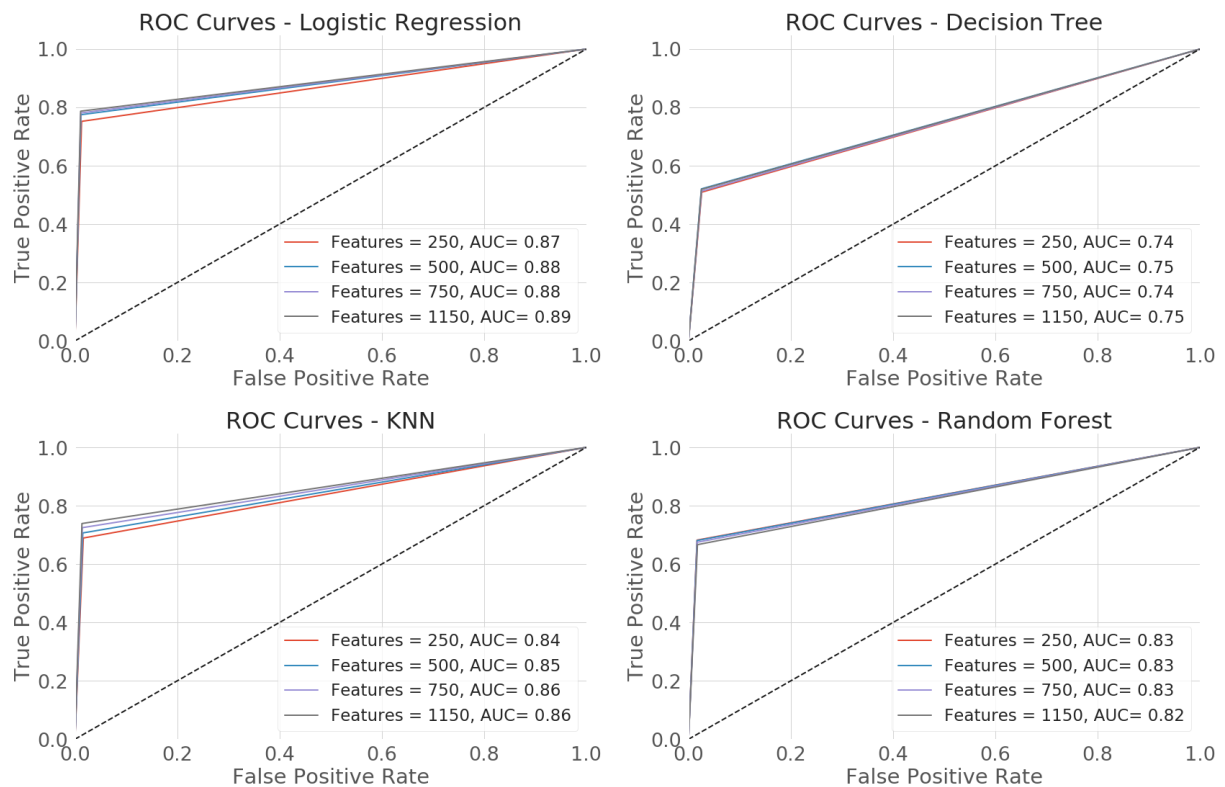 ROC Curves - Logistic Regression
1.0
0.8
0.6
0.4
0.2
0.0
True Positive Rate
Features = 250, AUC= 0.87
Features = 500, AUC= 0.88
Features = 750, AUC= 0.88
Features = 1150, AUC= 0.89
0.0 0.2 0.4 0.6 0.8 1.0
False Positive Rate
ROC Curves - Decision Tree
1.0
0.8
0.6
0.4
0.2
0.0
True Positive Rate
Features = 250, AUC= 0.74
Features = 500, AUC= 0.75
Features = 750, AUC= 0.74
Features = 1150, AUC= 0.75
0.0 0.2 0.4 0.6 0.8 1.0
False Positive Rate
ROC Curves - KNN
1.0
0.8
0.6
0.4
0.2
0.0
True Positive Rate
Features = 250, AUC= 0.84
Features = 500, AUC= 0.85
Features = 750, AUC= 0.86
Features = 1150, AUC= 0.86
0.0 0.2 0.4 0.6 0.8 1.0
False Positive Rate
ROC Curves - Random Forest
1.0
0.8
0.6
0.4
0.2
0.0
True Positive Rate
Features = 250, AUC= 0.83
Features = 500, AUC= 0.83
Features = 750, AUC= 0.83
Features = 1150, AUC= 0.82
0.0 0.2 0.4 0.6 0.8 1.0
False Positive Rate